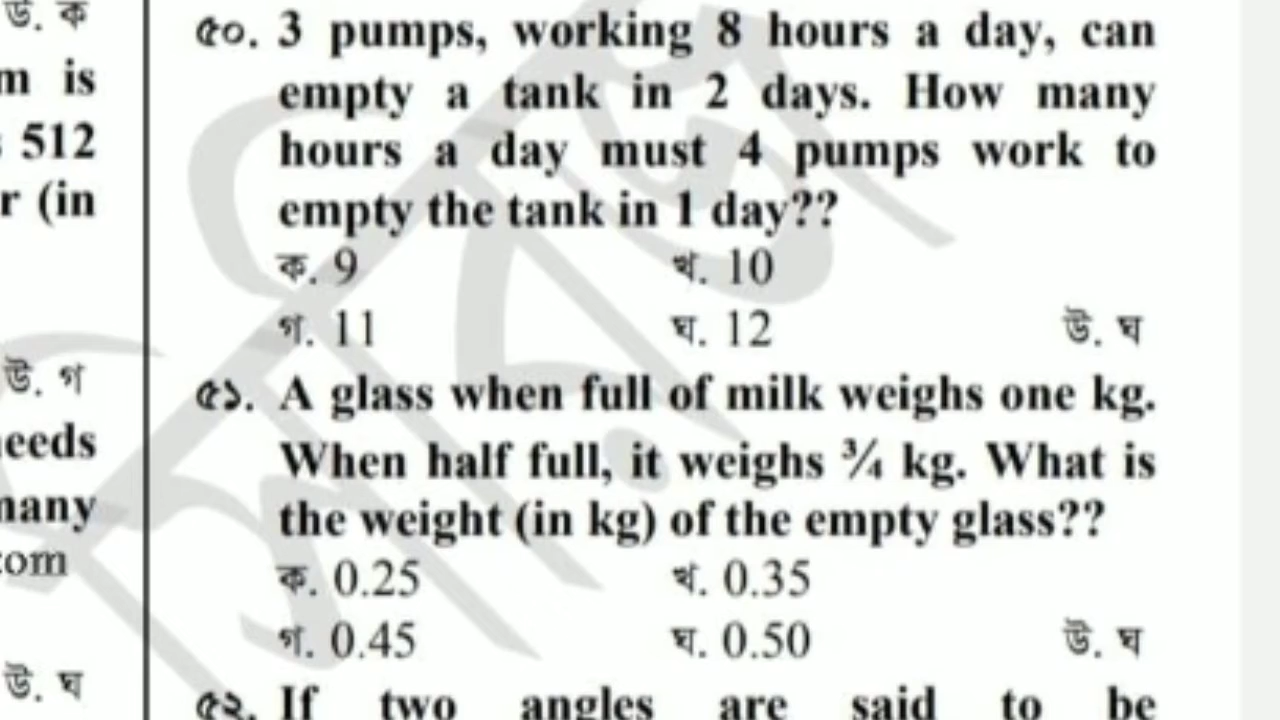 উ. ক
m is
512
r (in
উ. গ
eeds
many
com
উ. ঘ
৫০. 3 pumps, working 8 hours a day, can
empty a tank in 2 days. How many
hours a day must 4 pumps work to
empty the tank in 1 day??
ক. 9 খ. 10
গ. 11 ঘ. 12 উ. ঘ
৫১. A glass when full of milk weighs one kg.
When half full, it weighs ¾ kg. What is
the weight (in kg) of the empty glass??
ক. 0.25 খ. 0.35
গ. 0.45 ঘ. 0.50 উ. ঘ
৫২. If two angles are said to be